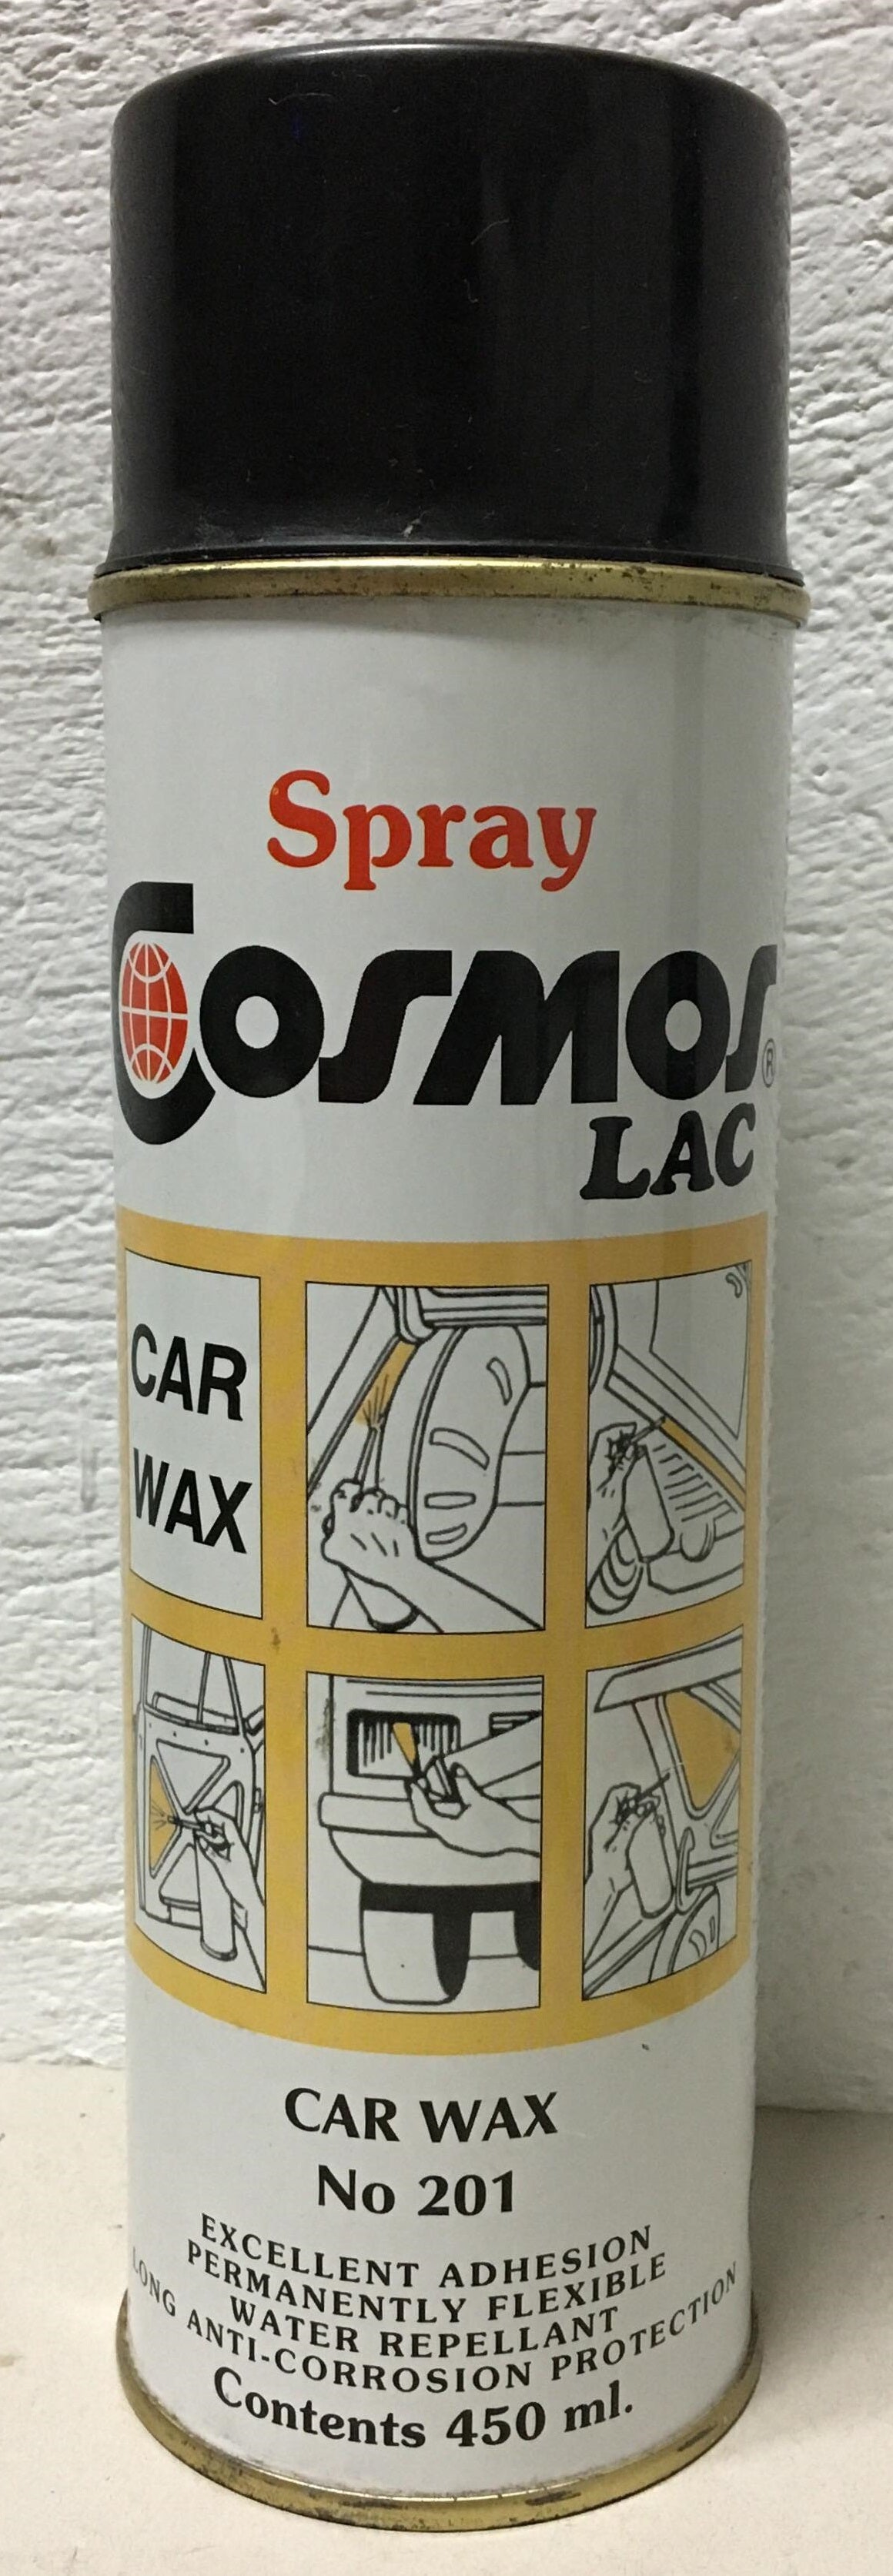 Spray
COSMOS®
LAC
CAR
WAX
CAR WAX
No 201
EXCELLENT ADHESION
PERMANENTLY FLEXIBLE
WATER REPELLANT
LONG ANTI-CORROSION PROTECTION
Contents 450 ml.